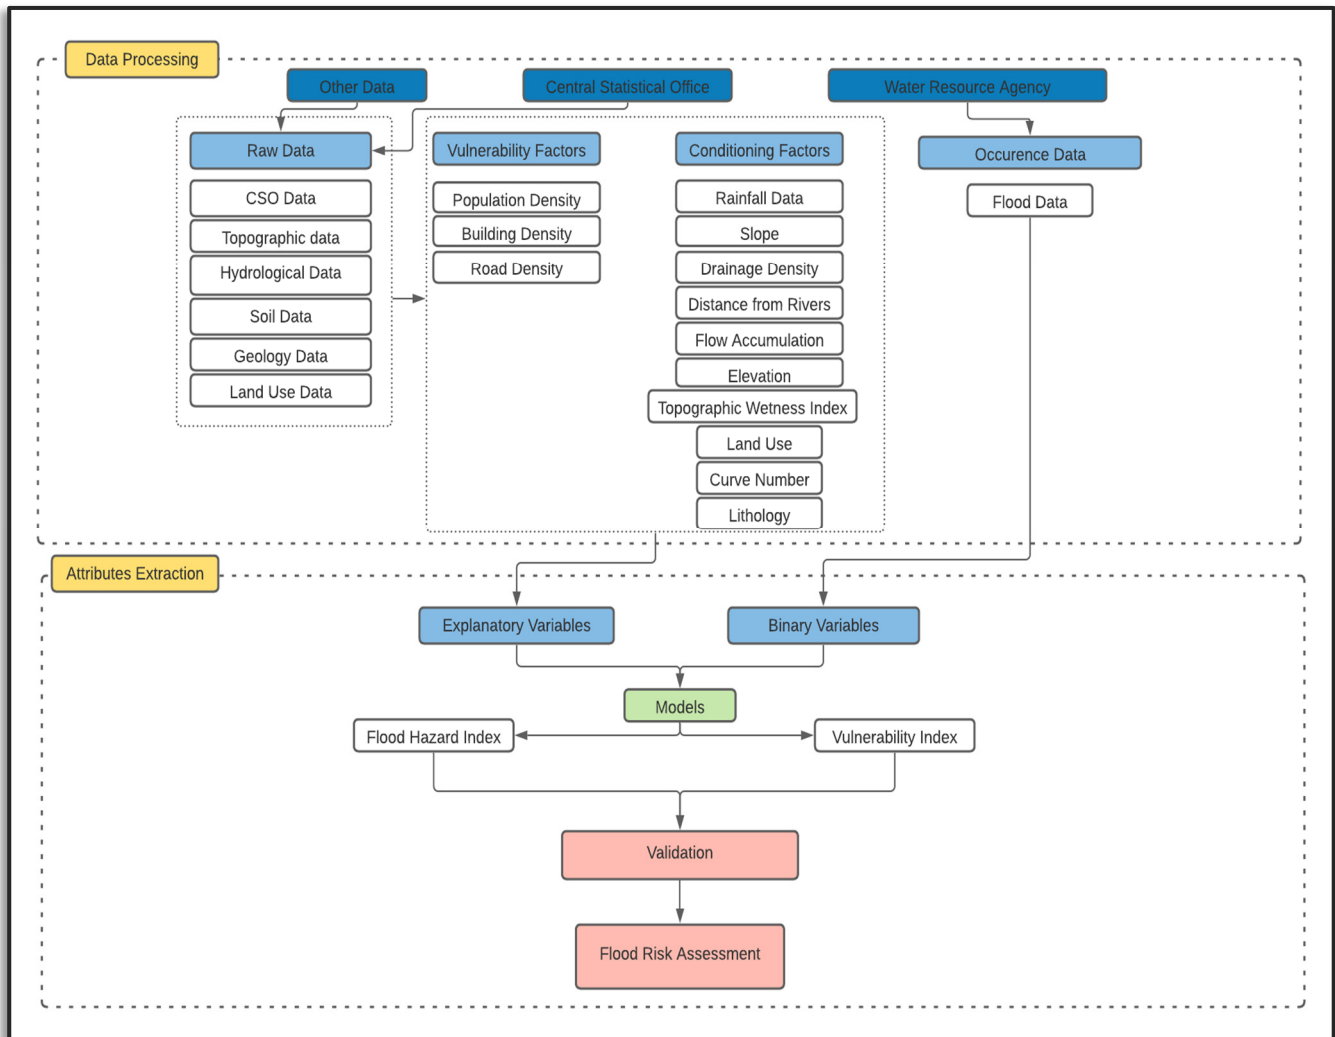 Data Processing
Other Data
Central Statistical Office
Water Resource Agency
Raw Data
CSO Data
Topographic data
Hydrological Data
Soil Data
Geology Data
Land Use Data
Vulnerability Factors
Population Density
Building Density
Road Density
Conditioning Factors
Rainfall Data
Slope
Drainage Density
Distance from Rivers
Flow Accumulation
Elevation
Topographic Wetness Index
Land Use
Curve Number
Lithology
Occurence Data
Flood Data
Attributes Extraction
Explanatory Variables
Binary Variables
Models
Flood Hazard Index
Vulnerability Index
Validation
Flood Risk Assessment